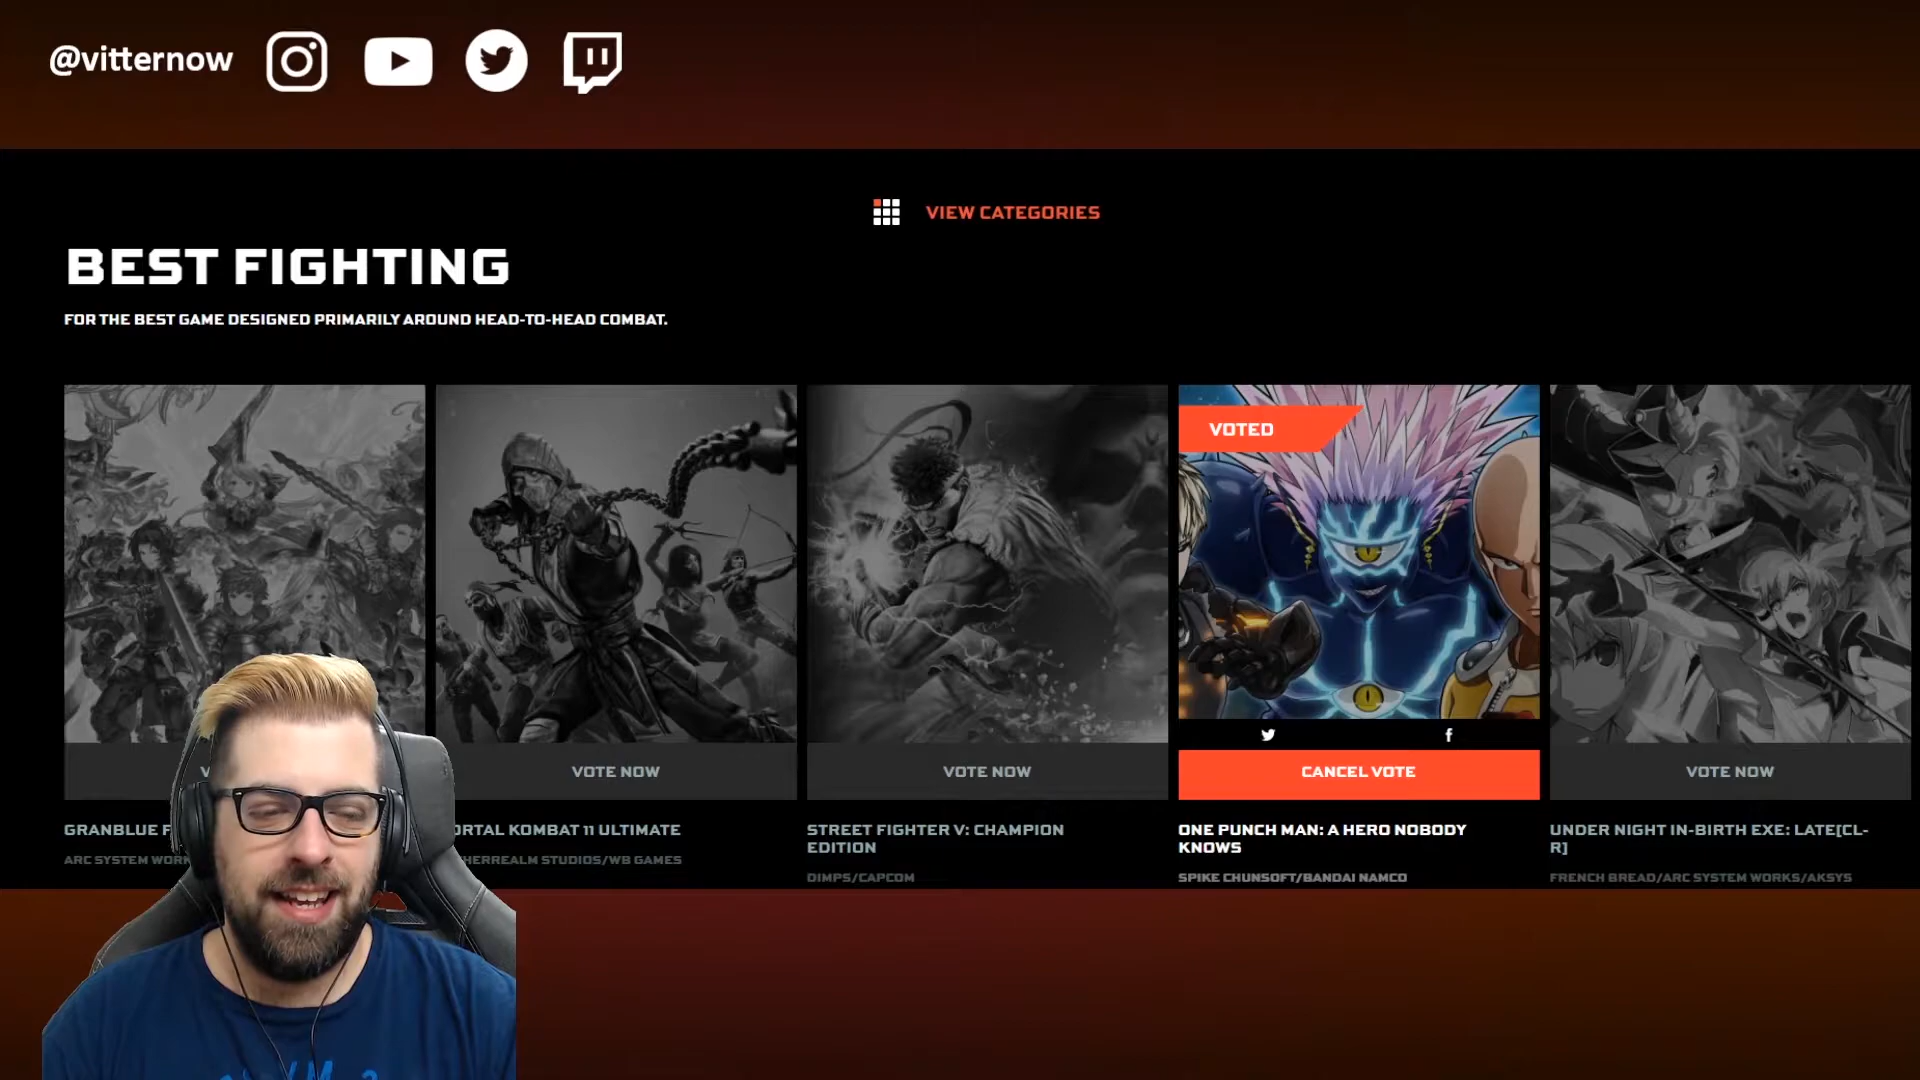 @vitternow
VIEW CATEGORIES
BEST FIGHTING
FOR THE BEST GAME DESIGNED PRIMARILY AROUND HEAD-TO-HEAD COMBAT.
VOTED
VOTE NOW
VOTE NOW
CANCEL VOTE
VOTE NOW
GRANBLUE F
ORTAL KOMBAT 11 ULTIMATE
STREET FIGHTER V: CHAMPION
EDITION
ONE PUNCH MAN: A HERO NOBODY
KNOWS
UNDER NIGHT IN-BIRTH EXE: LATE[CL-
R]
ARC SYSTEM WORK
HERREALM STUDIOS/WB GAMES
DIMPS/CAPCOM
SPIKE CHUNSOFT/BANDAI NAMCO
FRENCH BREAD/ARC SYSTEM WORKS/AKSYS